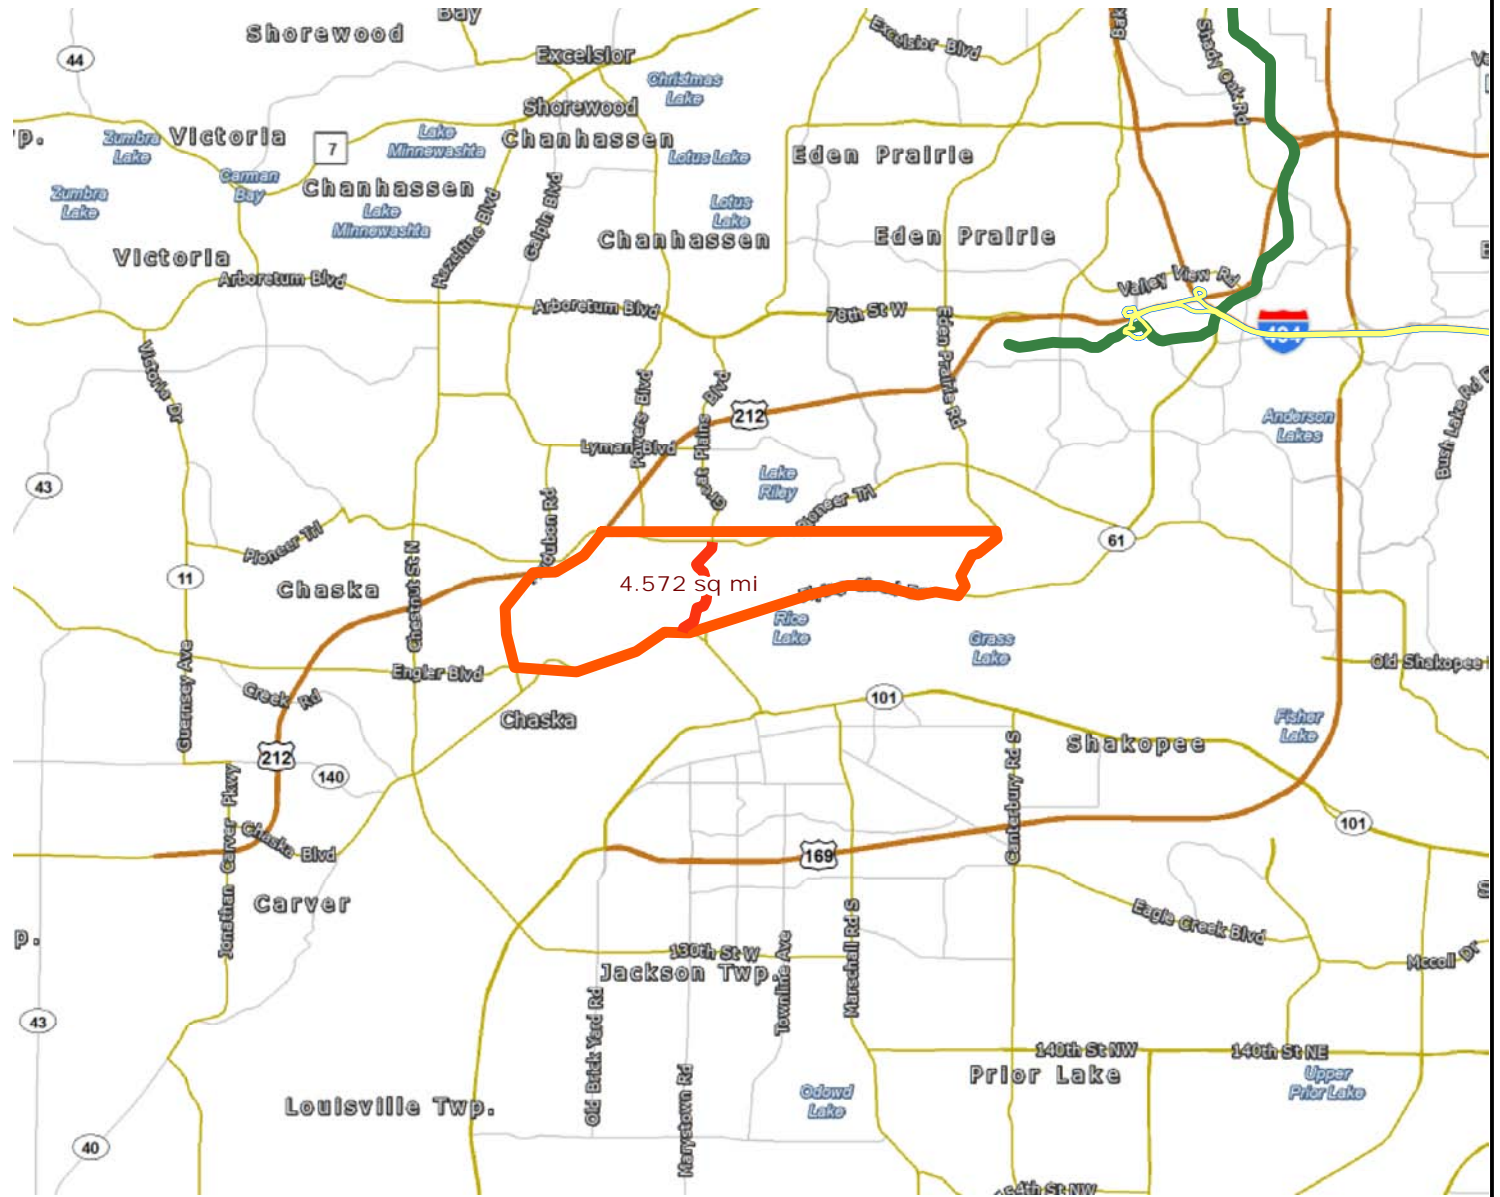 Bay
Shorewood
Excelsior
Excelsior Blvd
Shady Oak Rd
44
Christmas
Lake
Shorewood
Chanhassen
Zumbra
Lake
Victoria
7
Lake
Minnewashta
Lotus Lake
Eden Prairie
Carman
Bay
Chanhassen
Zumbra
Lake
Lake
Minnewashta
Hazeltine Blvd
Galpin Blvd
Lotus
Lake
Chanhassen
Eden Prairie
Victoria
Arboretum Blvd
Arboretum Blvd
78th St W
Valley View Rd
494
Victoria Dr
Eden Prairie Rd
Powers Blvd
Great Plains Blvd
212
Anderson
Lakes
Bush Lake Rd
Lyman Blvd
Lake
Riley
43
Pioneer Trl
Audubon Rd
Pioneer Trl
61
11
Chaska
Chestnut St N
4.572 sq mi
Rice
Lake
Grass
Lake
Old Shakopee
Guernsey Ave
Engler Blvd
Creek Rd
101
Chaska
Fisher
Lake
Shakopee
212
140
Canterbury Rd S
Jonathan Carver Pkwy
Chaska Blvd
169
101
Carver
Eagle Creek Blvd
p.
130th St W
Jackson Twp.
Townline Ave
Marschall Rd S
Mccoll Dr
43
Old Brick Yard Rd
140th St NW
140th St NE
Prior Lake
Upper
Prior Lake
Marystown Rd
Odowd
Lake
Louisville Twp.
40